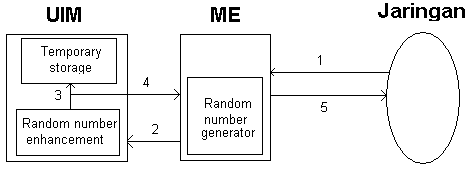 UIM
ME
Jaringan
Temporary
storage
3
4
1
Random number
enhancement
2
Random
number
generator
5